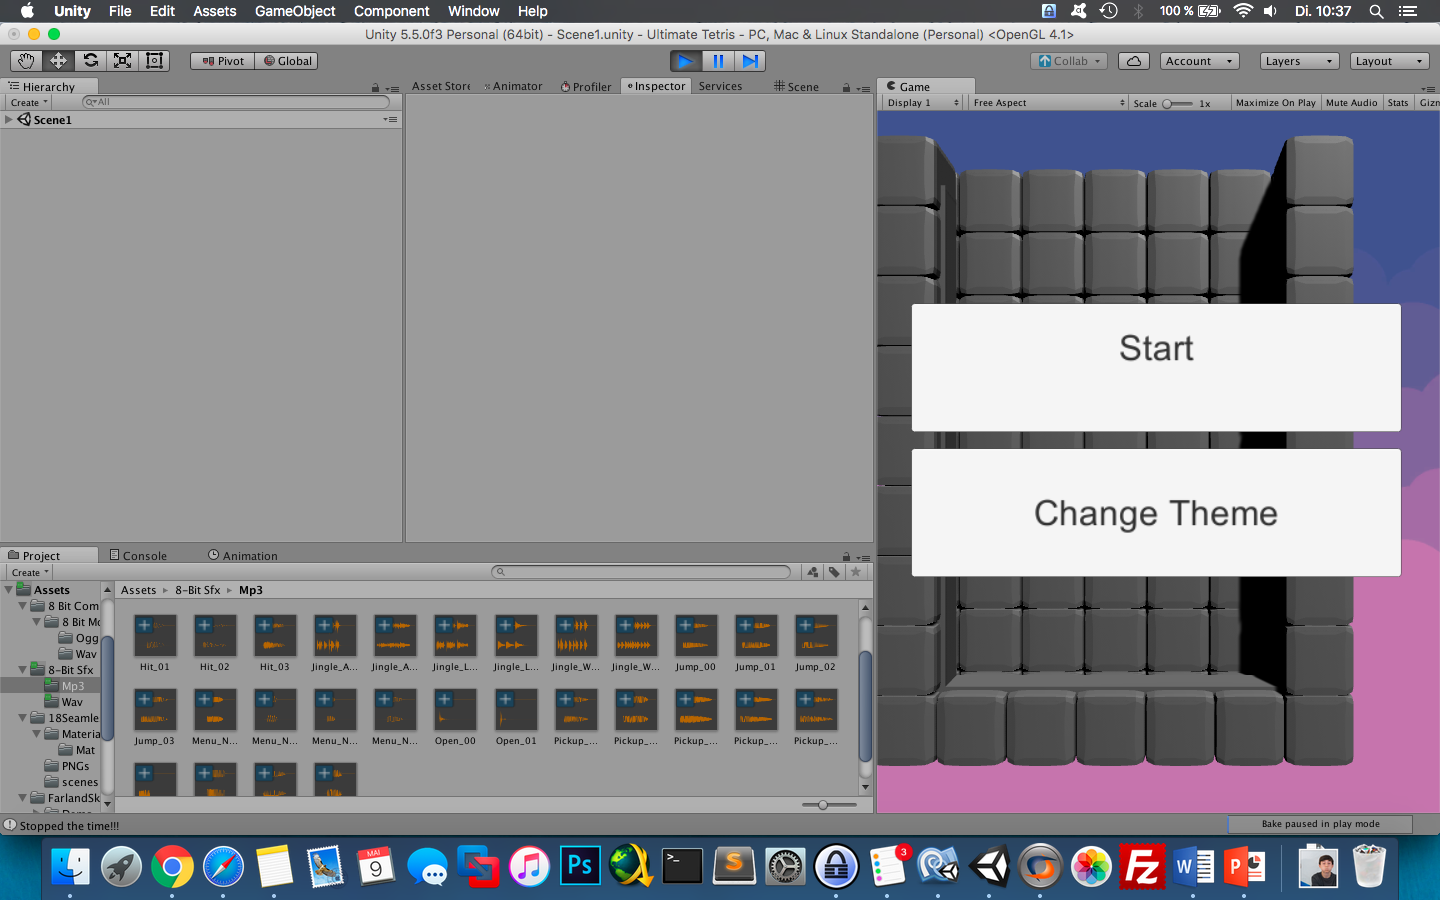 Unity File Edit Assets GameObject Component Window Help 100 % Di. 10:37
Unity 5.5.0f3 Personal (64bit) - Scene1.unity - Ultimate Tetris - PC, Mac & Linux Standalone (Personal) <OpenGL 4.1>
Pivot Global Collab Account Layers Layout
Hierarchy Asset Store Animator Profiler Inspector Services Scene Game
Create All Display 1 Free Aspect Scale 1x Maximize On Play Mute Audio Stats Gizm
Scene1
Start
Change Theme
Project Console Animation
Create
Assets Assets 8-Bit Sfx Mp3
8 Bit Com
8 Bit Mo
Ogg
Wav
8-Bit Sfx
Mp3
Wav
18Seamle
Materia
Mat
PNGs
scenes
FarlandSk
Hit_01 Hit_02 Hit_03 Jingle_A... Jingle_A... Jingle_L... Jingle_L... Jingle_W... Jingle_W... Jump_00 Jump_01 Jump_02
Jump_03 Menu_N... Menu_N... Menu_N... Menu_N... Open_00 Open_01 Pickup_... Pickup_... Pickup_... Pickup_... Pickup_...
Stopped the time!!! Bake paused in play mode
MAI
9
Ps
>_
S
3
Fz
W
P